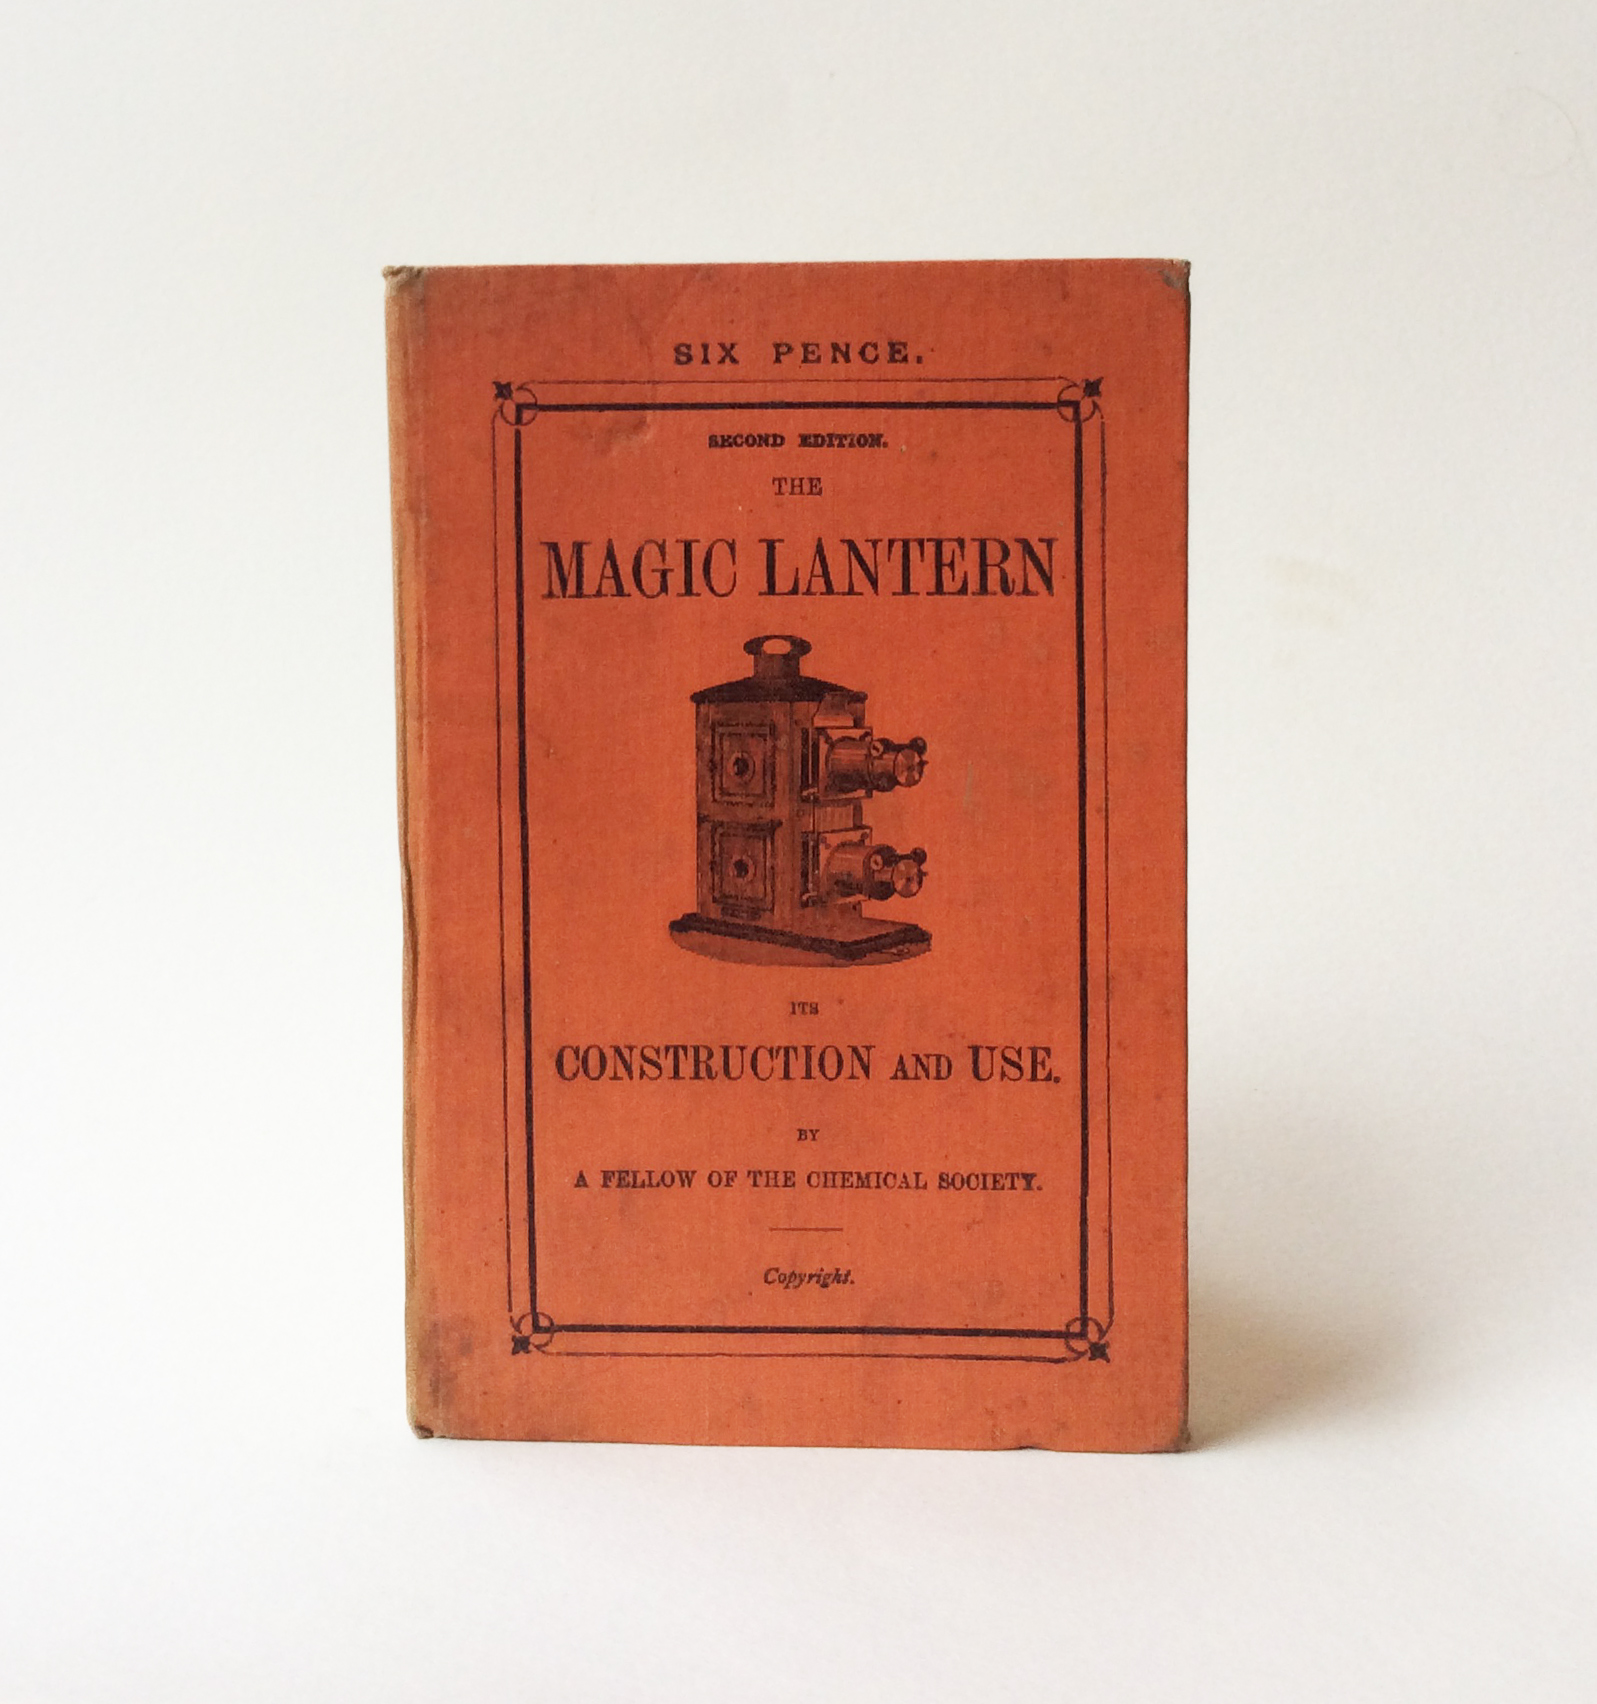 SIX PENCE.
SECOND EDITION.
THE
MAGIC LANTERN
ITS
CONSTRUCTION AND USE.
BY
A FELLOW OF THE CHEMICAL SOCIETY.
Copyright.